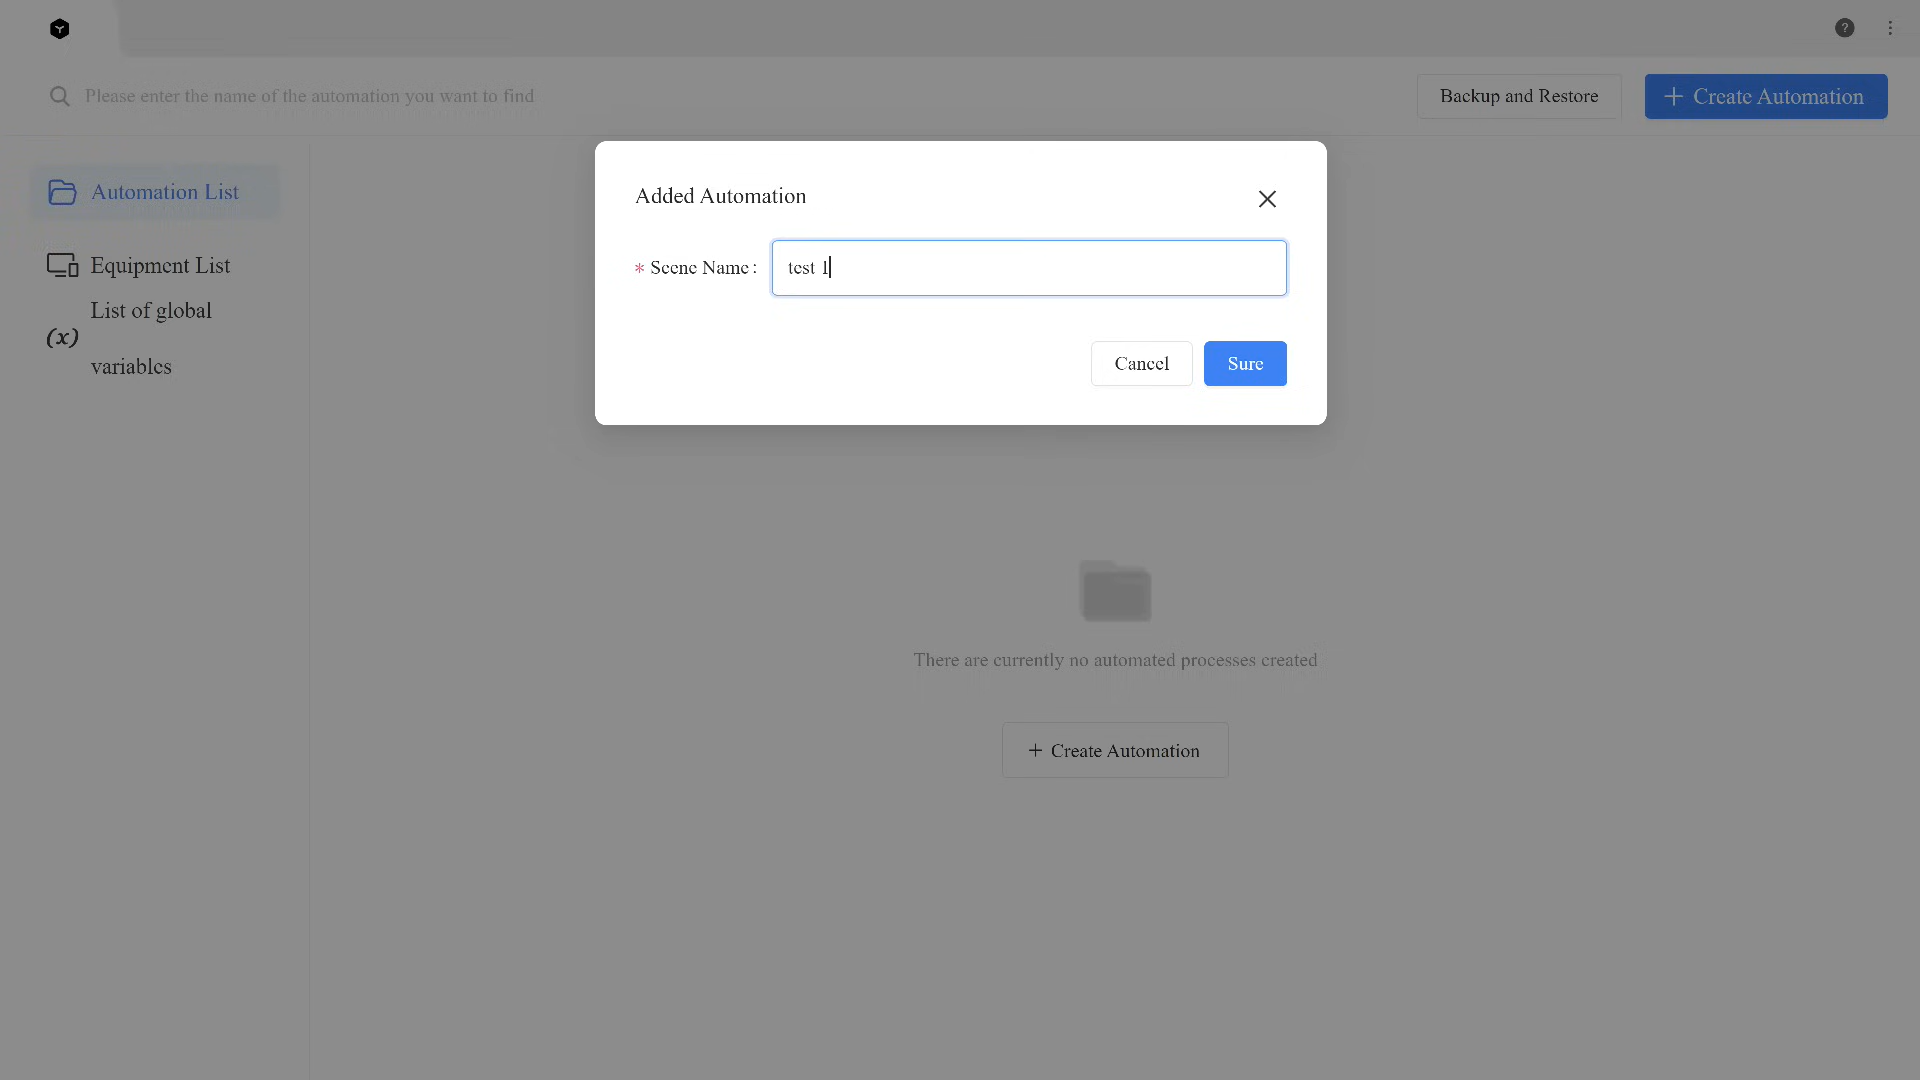 ?
Please enter the name of the automation you want to find
Backup and Restore
+ Create Automation
Automation List
Equipment List
List of global
(x)
variables
Added Automation
* Scene Name:
test 1
Cancel
Sure
There are currently no automated processes created
+ Create Automation